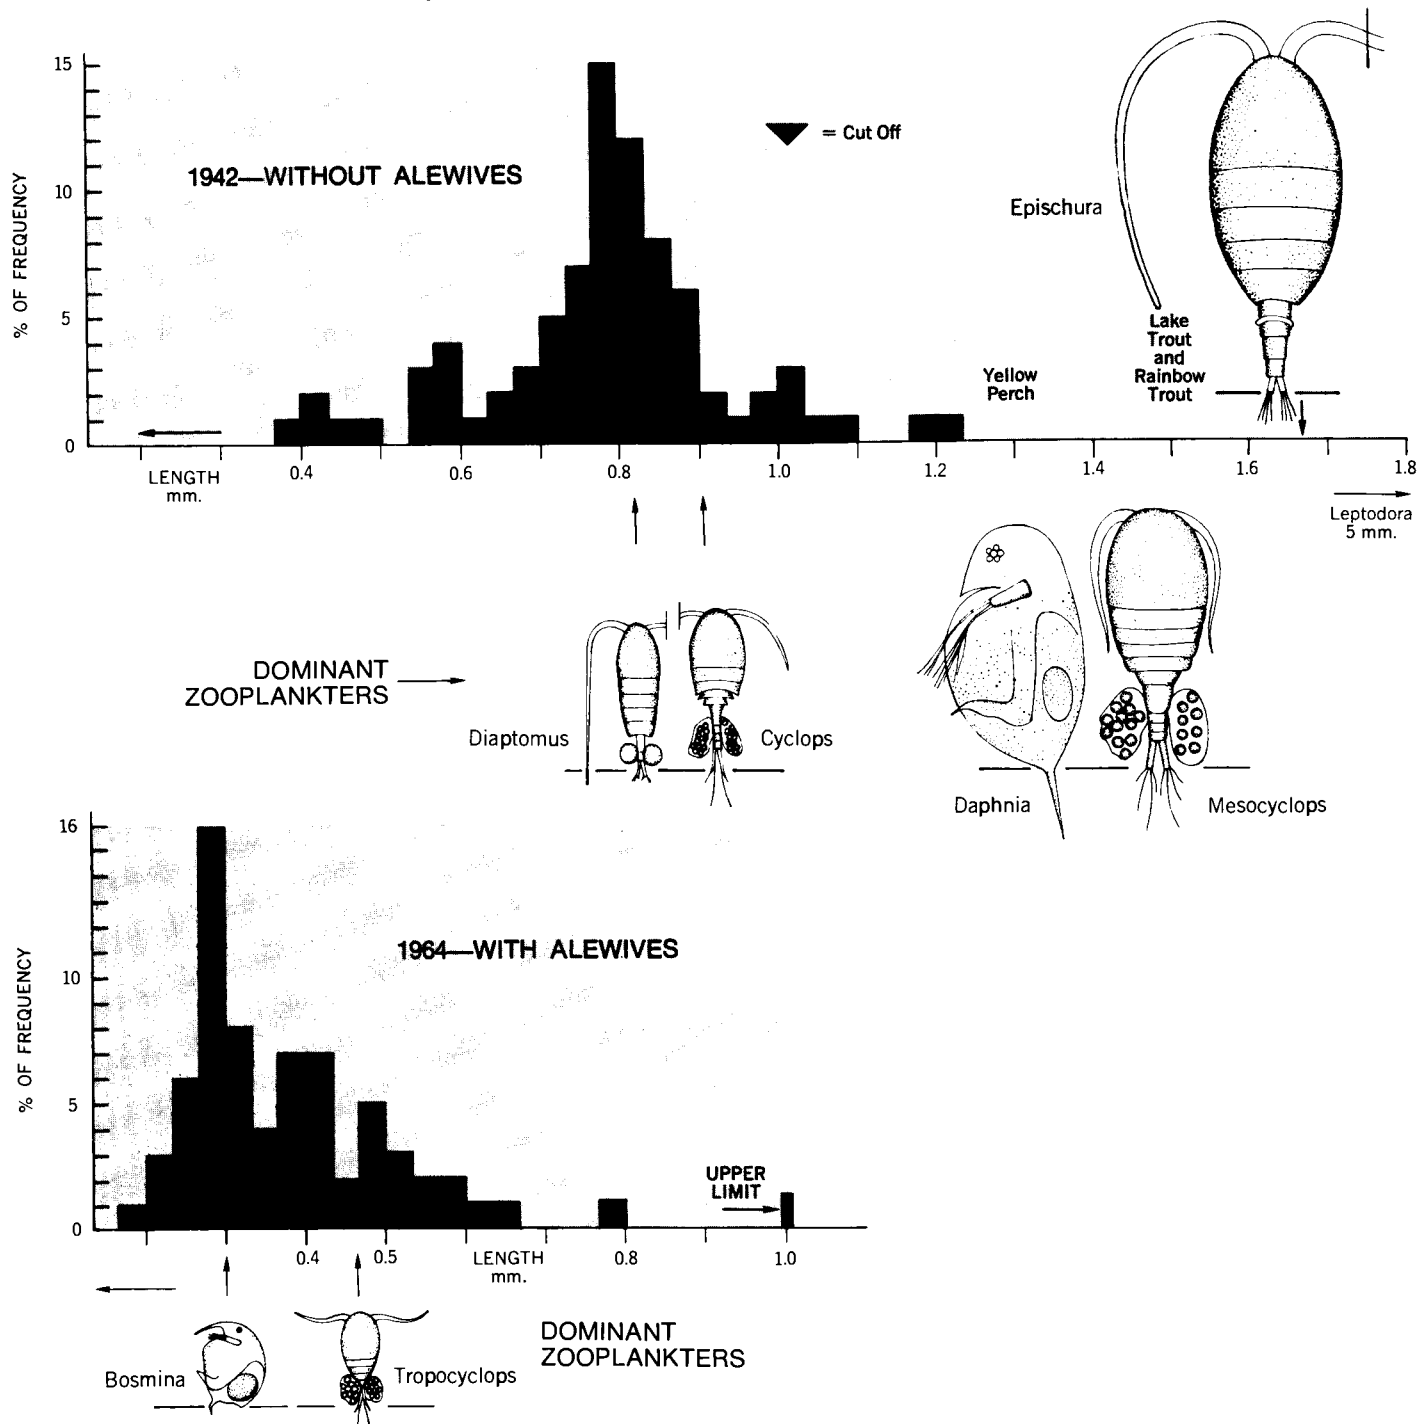 15
10
5
0
% OF FREQUENCY
1942—WITHOUT ALEWIVES
= Cut Off
Epischura
Yellow
Perch
Lake
Trout
and
Rainbow
Trout
LENGTH
mm.
0.4
0.6
0.8
1.0
1.2
1.4
1.6
1.8
Leptodora
5 mm.
DOMINANT
ZOOPLANKTERS
Diaptomus
Cyclops
Daphnia
Mesocyclops
16
10
5
0
% OF FREQUENCY
1964—WITH ALEWIVES
UPPER
LIMIT
0.4
0.5
LENGTH
mm.
0.8
1.0
Bosmina
Tropocyclops
DOMINANT
ZOOPLANKTERS